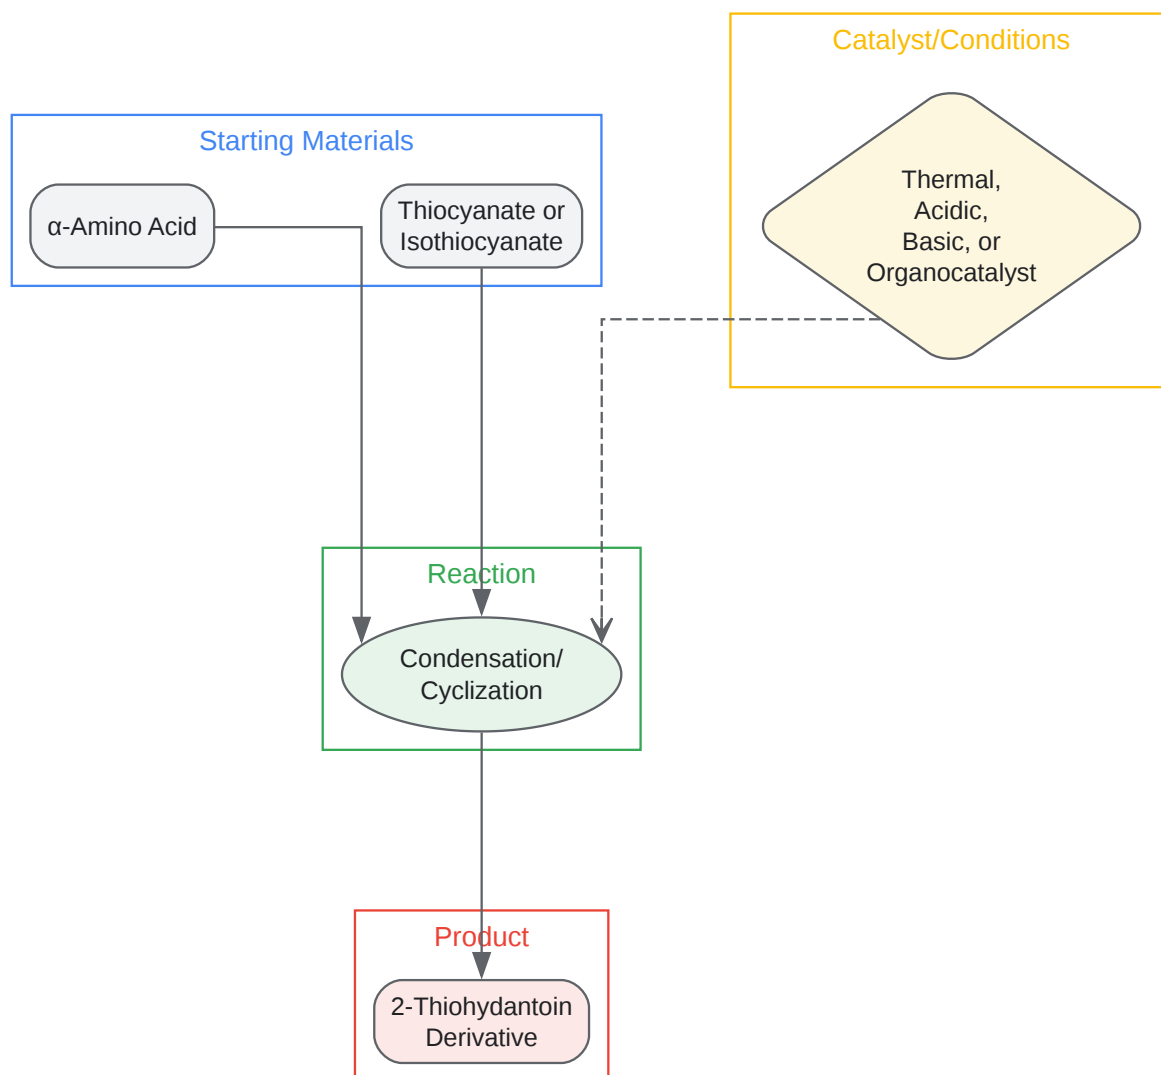 Catalyst/Conditions
Thermal,
Acidic,
Basic, or
Organocatalyst
Starting Materials
α-Amino Acid
Thiocyanate or
Isothiocyanate
Reaction
Condensation/
Cyclization
Product
2-Thiohydantoin
Derivative